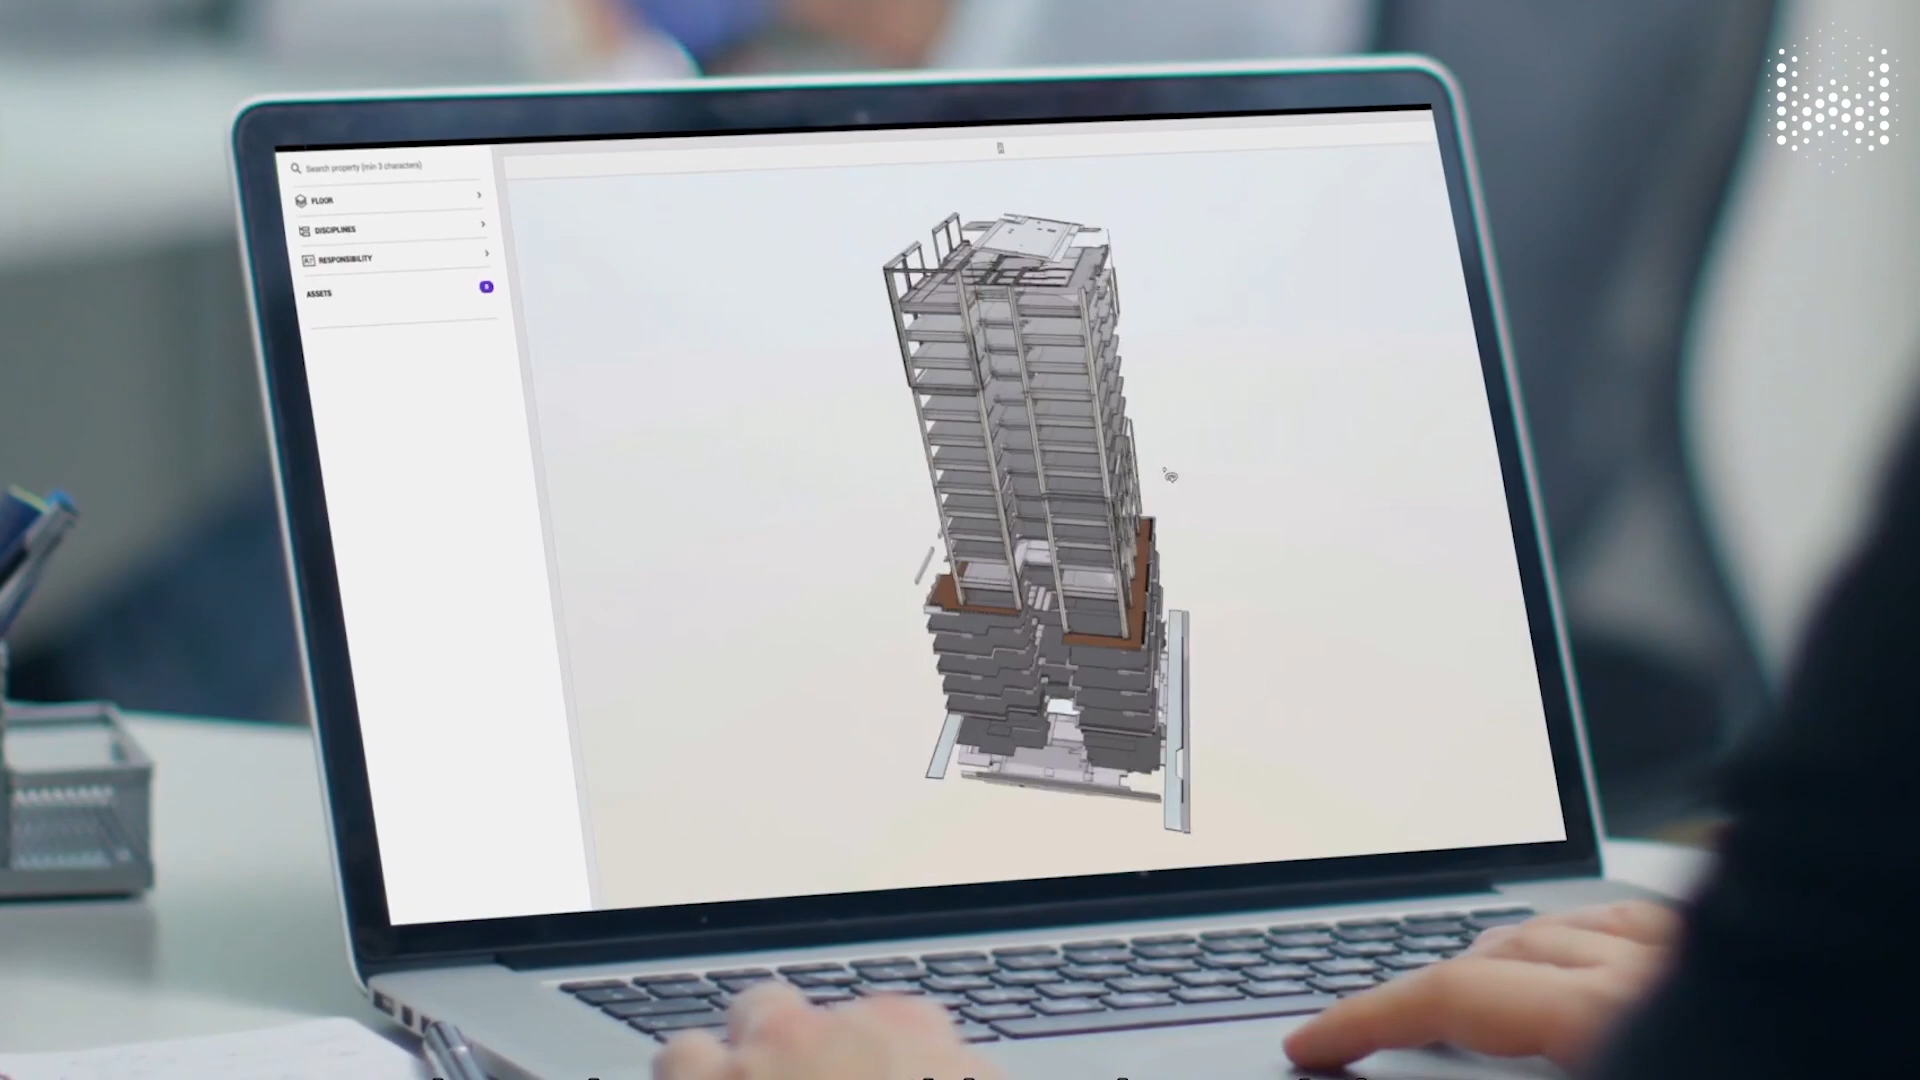 Search property (min 3 characters)
FLOOR
DISCIPLINES
RESPONSIBILITY
ASSETS